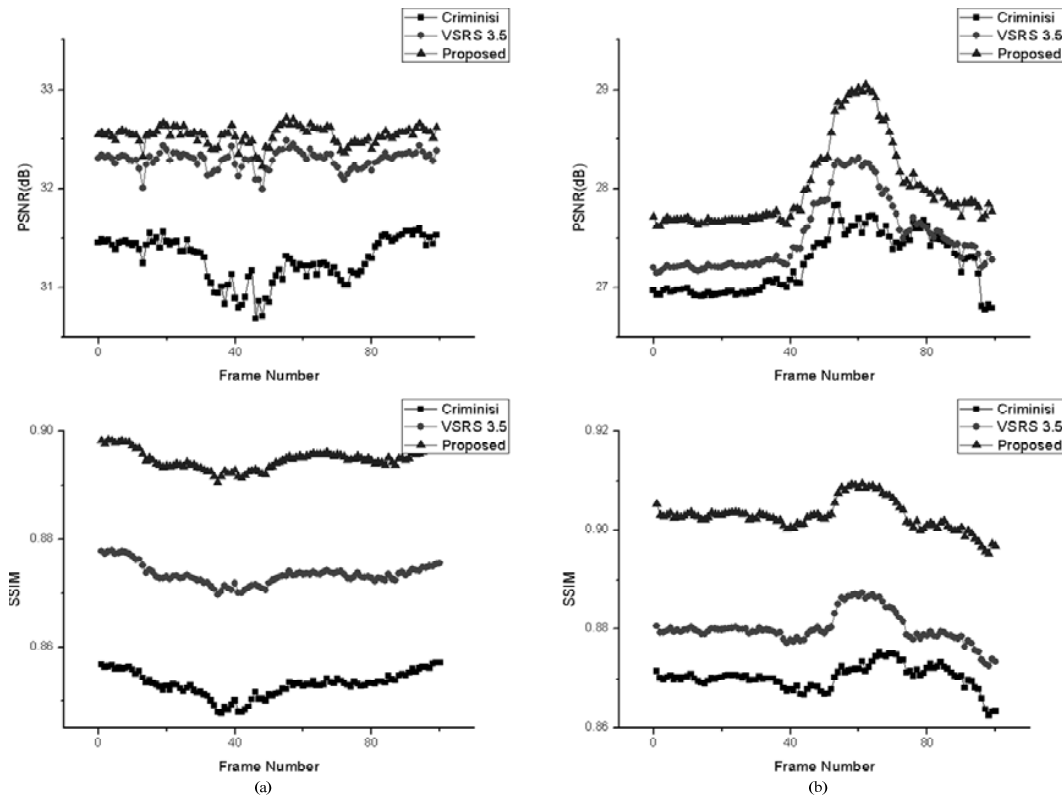 Criminisi
VSRS 3.5
Proposed
33
32
31
PSNR(dB)
0
40
80
Frame Number
Criminisi
VSRS 3.5
Proposed
29
28
27
PSNR(dB)
0
40
80
Frame Number
Criminisi
VSRS 3.5
Proposed
0.90
0.88
0.86
SSIM
0
40
80
Frame Number
(a)
Criminisi
VSRS 3.5
Proposed
0.92
0.90
0.88
0.86
SSIM
0
40
80
Frame Number
(b)